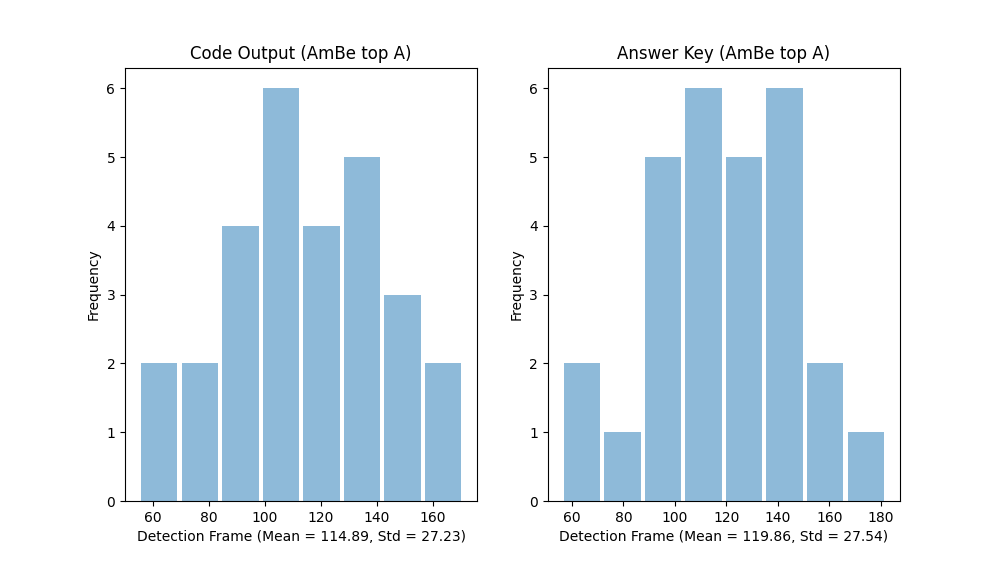 Code Output (AmBe top A)
Frequency
6
5
4
3
2
1
0
60 80 100 120 140 160
Detection Frame (Mean = 114.89, Std = 27.23)
Answer Key (AmBe top A)
Frequency
6
5
4
3
2
1
0
60 80 100 120 140 160 180
Detection Frame (Mean = 119.86, Std = 27.54)